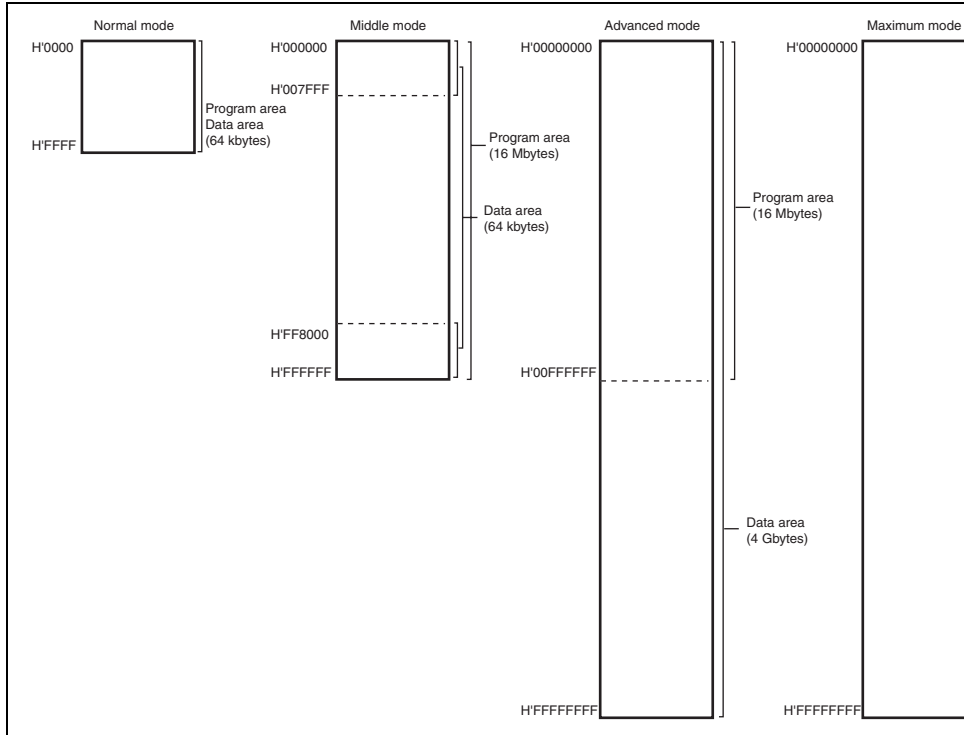 Normal mode
H'0000
H'FFFF
Program area
Data area
(64 kbytes)
Middle mode
H'000000
H'007FFF
H'FF8000
H'FFFFFF
Program area
(16 Mbytes)
Data area
(64 kbytes)
Advanced mode
H'00000000
H'00FFFFFF
H'FFFFFFFF
Program area
(16 Mbytes)
Data area
(4 Gbytes)
Maximum mode
H'00000000
H'FFFFFFFF